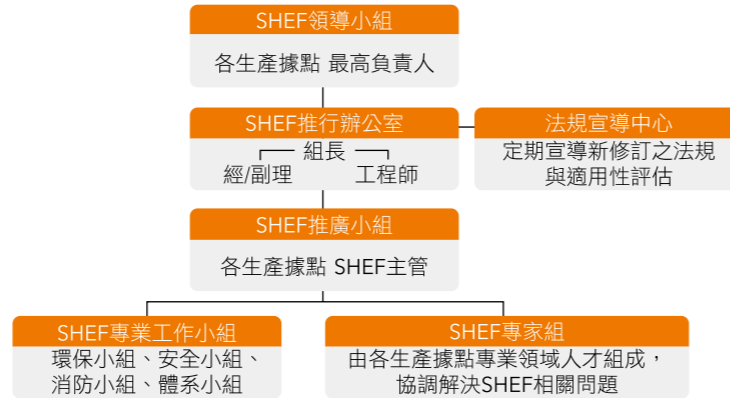 SHEF領導小組
各生產據點 最高負責人
SHEF推行辦公室
組長
經/副理 工程師
法規宣導中心
定期宣導新修訂之法規
與適用性評估
SHEF推廣小組
各生產據點 SHEF主管
SHEF專業工作小組
環保小組、安全小組、
消防小組、體系小組
SHEF專家組
由各生產據點專業領域人才組成，
協調解決SHEF相關問題